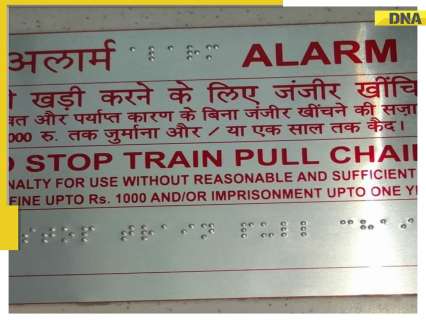 DNA
अलार्म ALARM
खड़ी करने के लिए जंजीर खींचि
और पर्याप्त कारण के बिना जंजीर खींचने की सज़ा
000 रु. तक जुर्माना और / या एक साल तक कैद।
O STOP TRAIN PULL CHAI
NALTY FOR USE WITHOUT REASONABLE AND SUFFICIENT
FINE UPTO Rs. 1000 AND/OR IMPRISONMENT UPTO ONE YE